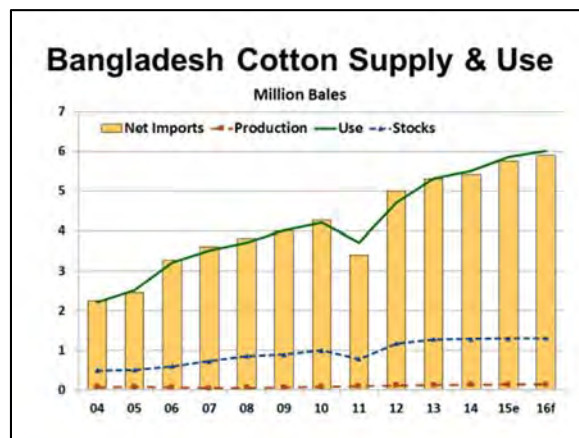 Bangladesh Cotton Supply & Use
Million Bales
7
Net Imports Production Use Stocks
6
5
4
3
2
1
0
04 05 06 07 08 09 10 11 12 13 14 15e 16f